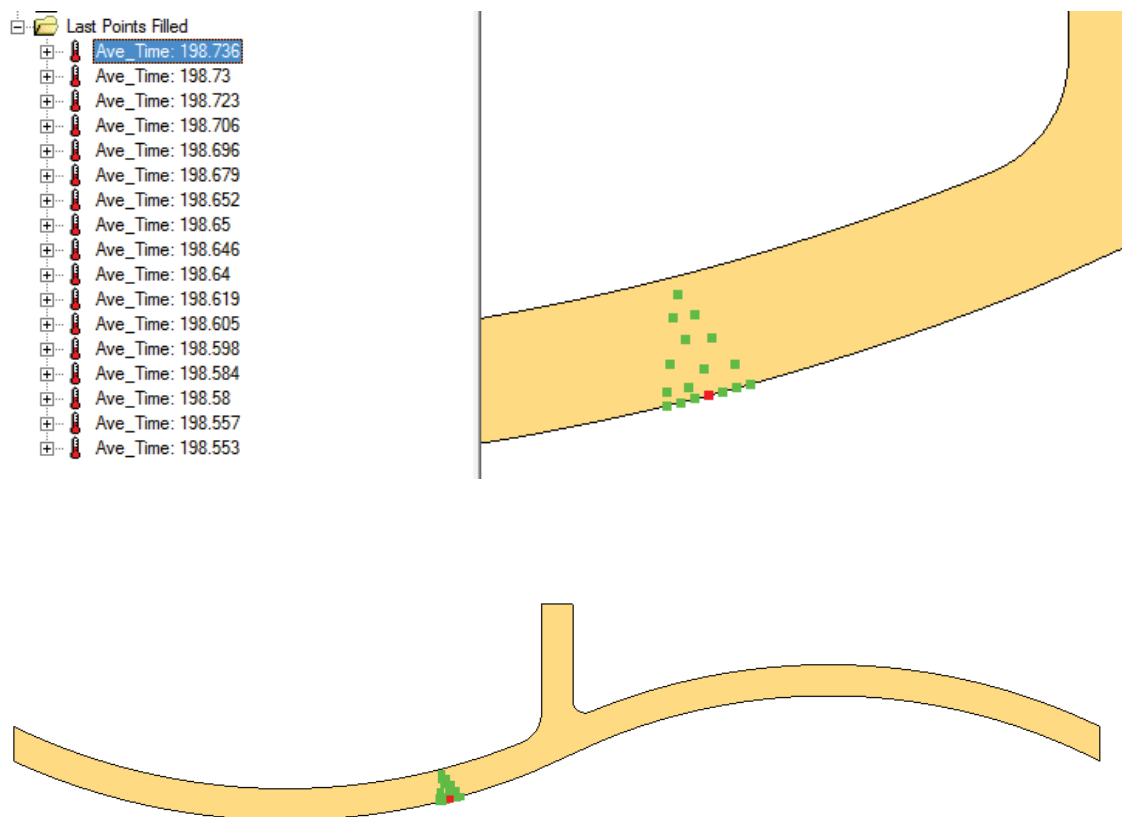 Last Points Filled
Ave_Time: 198.736
Ave_Time: 198.73
Ave_Time: 198.723
Ave_Time: 198.706
Ave_Time: 198.696
Ave_Time: 198.679
Ave_Time: 198.652
Ave_Time: 198.65
Ave_Time: 198.646
Ave_Time: 198.64
Ave_Time: 198.619
Ave_Time: 198.605
Ave_Time: 198.598
Ave_Time: 198.584
Ave_Time: 198.58
Ave_Time: 198.557
Ave_Time: 198.553